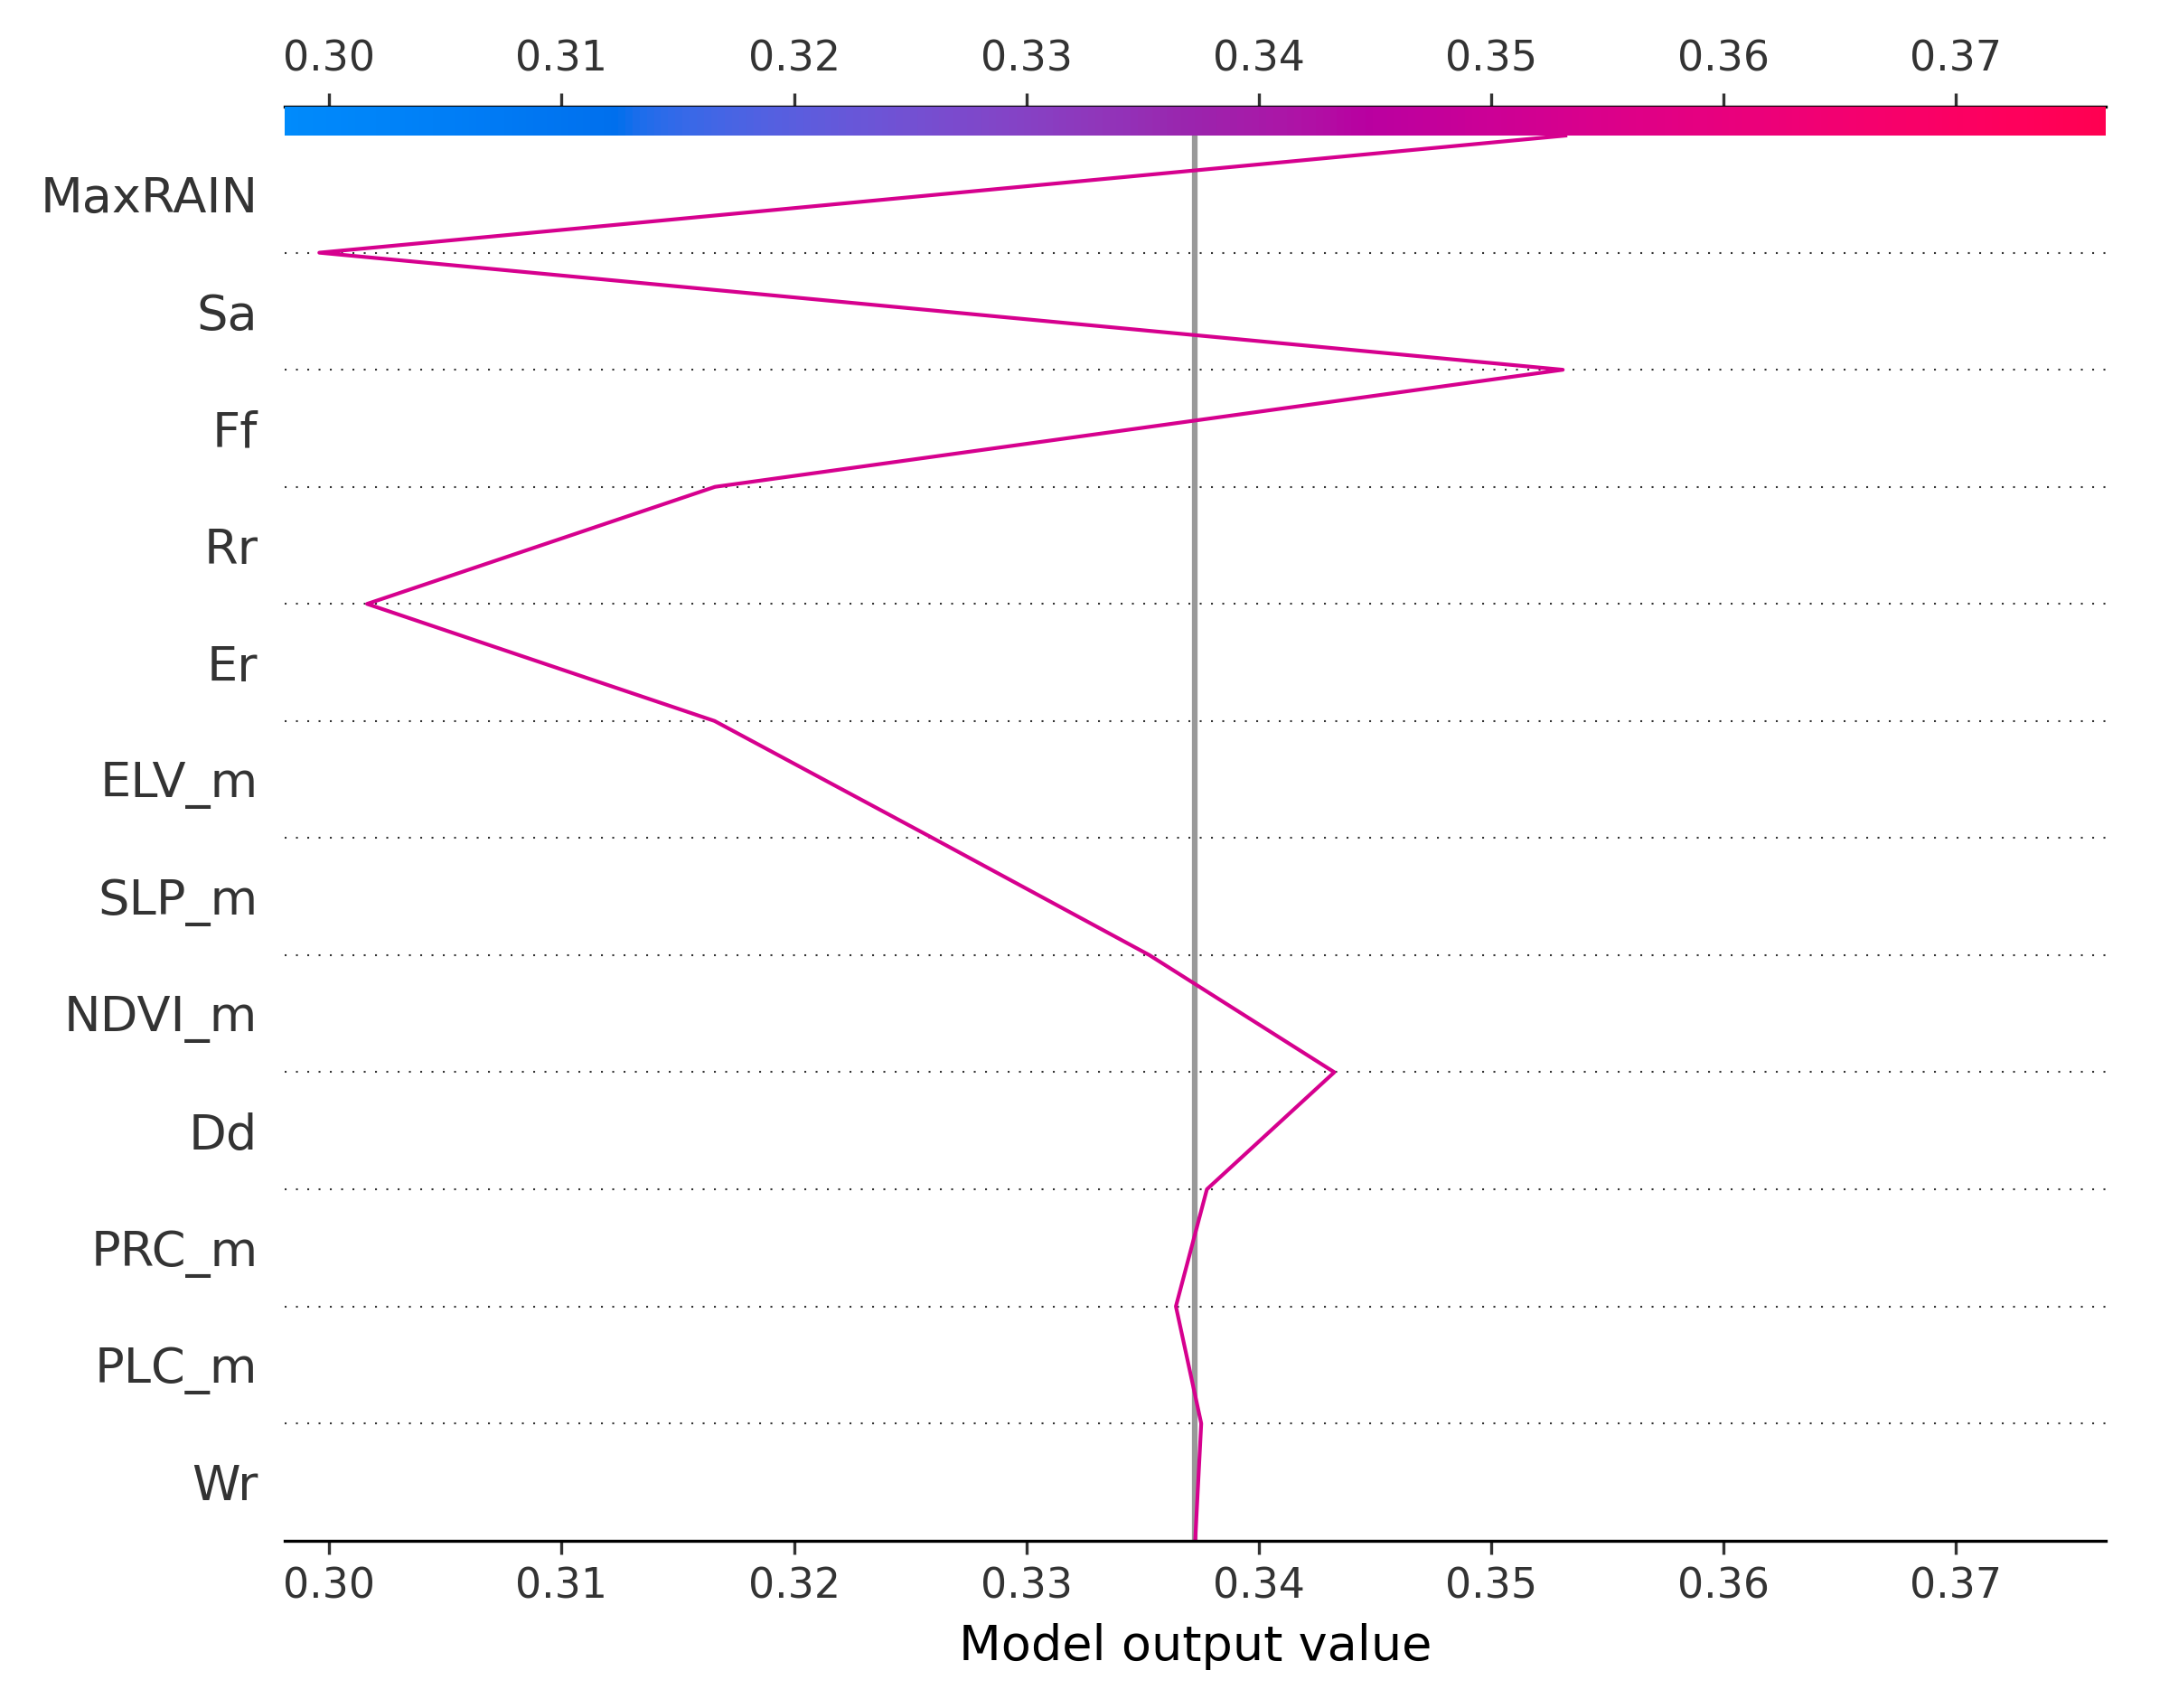 0.30 0.31 0.32 0.33 0.34 0.35 0.36 0.37
MaxRAIN
Sa
Ff
Rr
Er
ELV_m
SLP_m
NDVI_m
Dd
PRC_m
PLC_m
Wr
0.30 0.31 0.32 0.33 0.34 0.35 0.36 0.37
Model output value